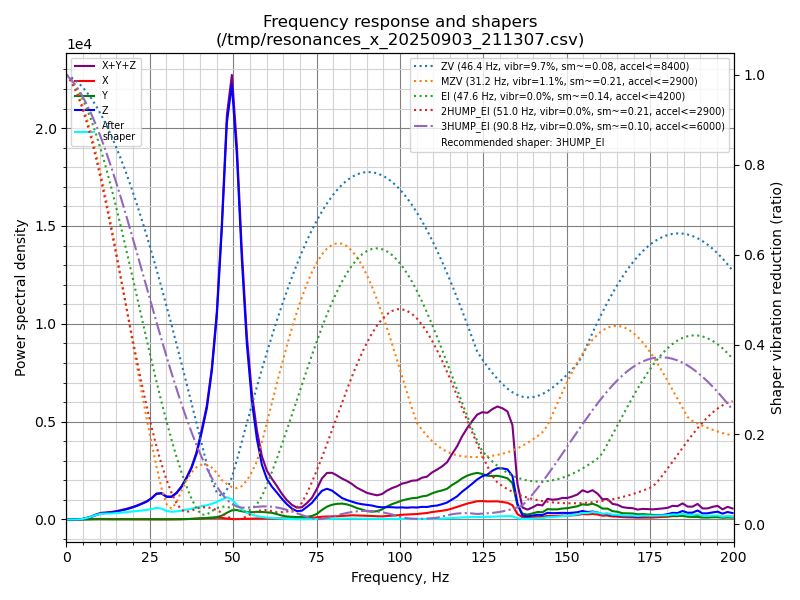 Frequency response and shapers
(/tmp/resonances_x_20250903_211307.csv)
1e4
X+Y+Z
X
Y
Z
After
shaper
ZV (46.4 Hz, vibr=9.7%, sm~=0.08, accel<=8400)
MZV (31.2 Hz, vibr=1.1%, sm~=0.21, accel<=2900)
EI (47.6 Hz, vibr=0.0%, sm~=0.14, accel<=4200)
2HUMP_EI (51.0 Hz, vibr=0.0%, sm~=0.21, accel<=2900)
3HUMP_EI (90.8 Hz, vibr=0.0%, sm~=0.10, accel<=6000)
Recommended shaper: 3HUMP_EI
Power spectral density
2.0
1.5
1.0
0.5
0.0
1.0
0.8
0.6
0.4
0.2
0.0
Shaper vibration reduction (ratio)
0 25 50 75 100 125 150 175 200
Frequency, Hz